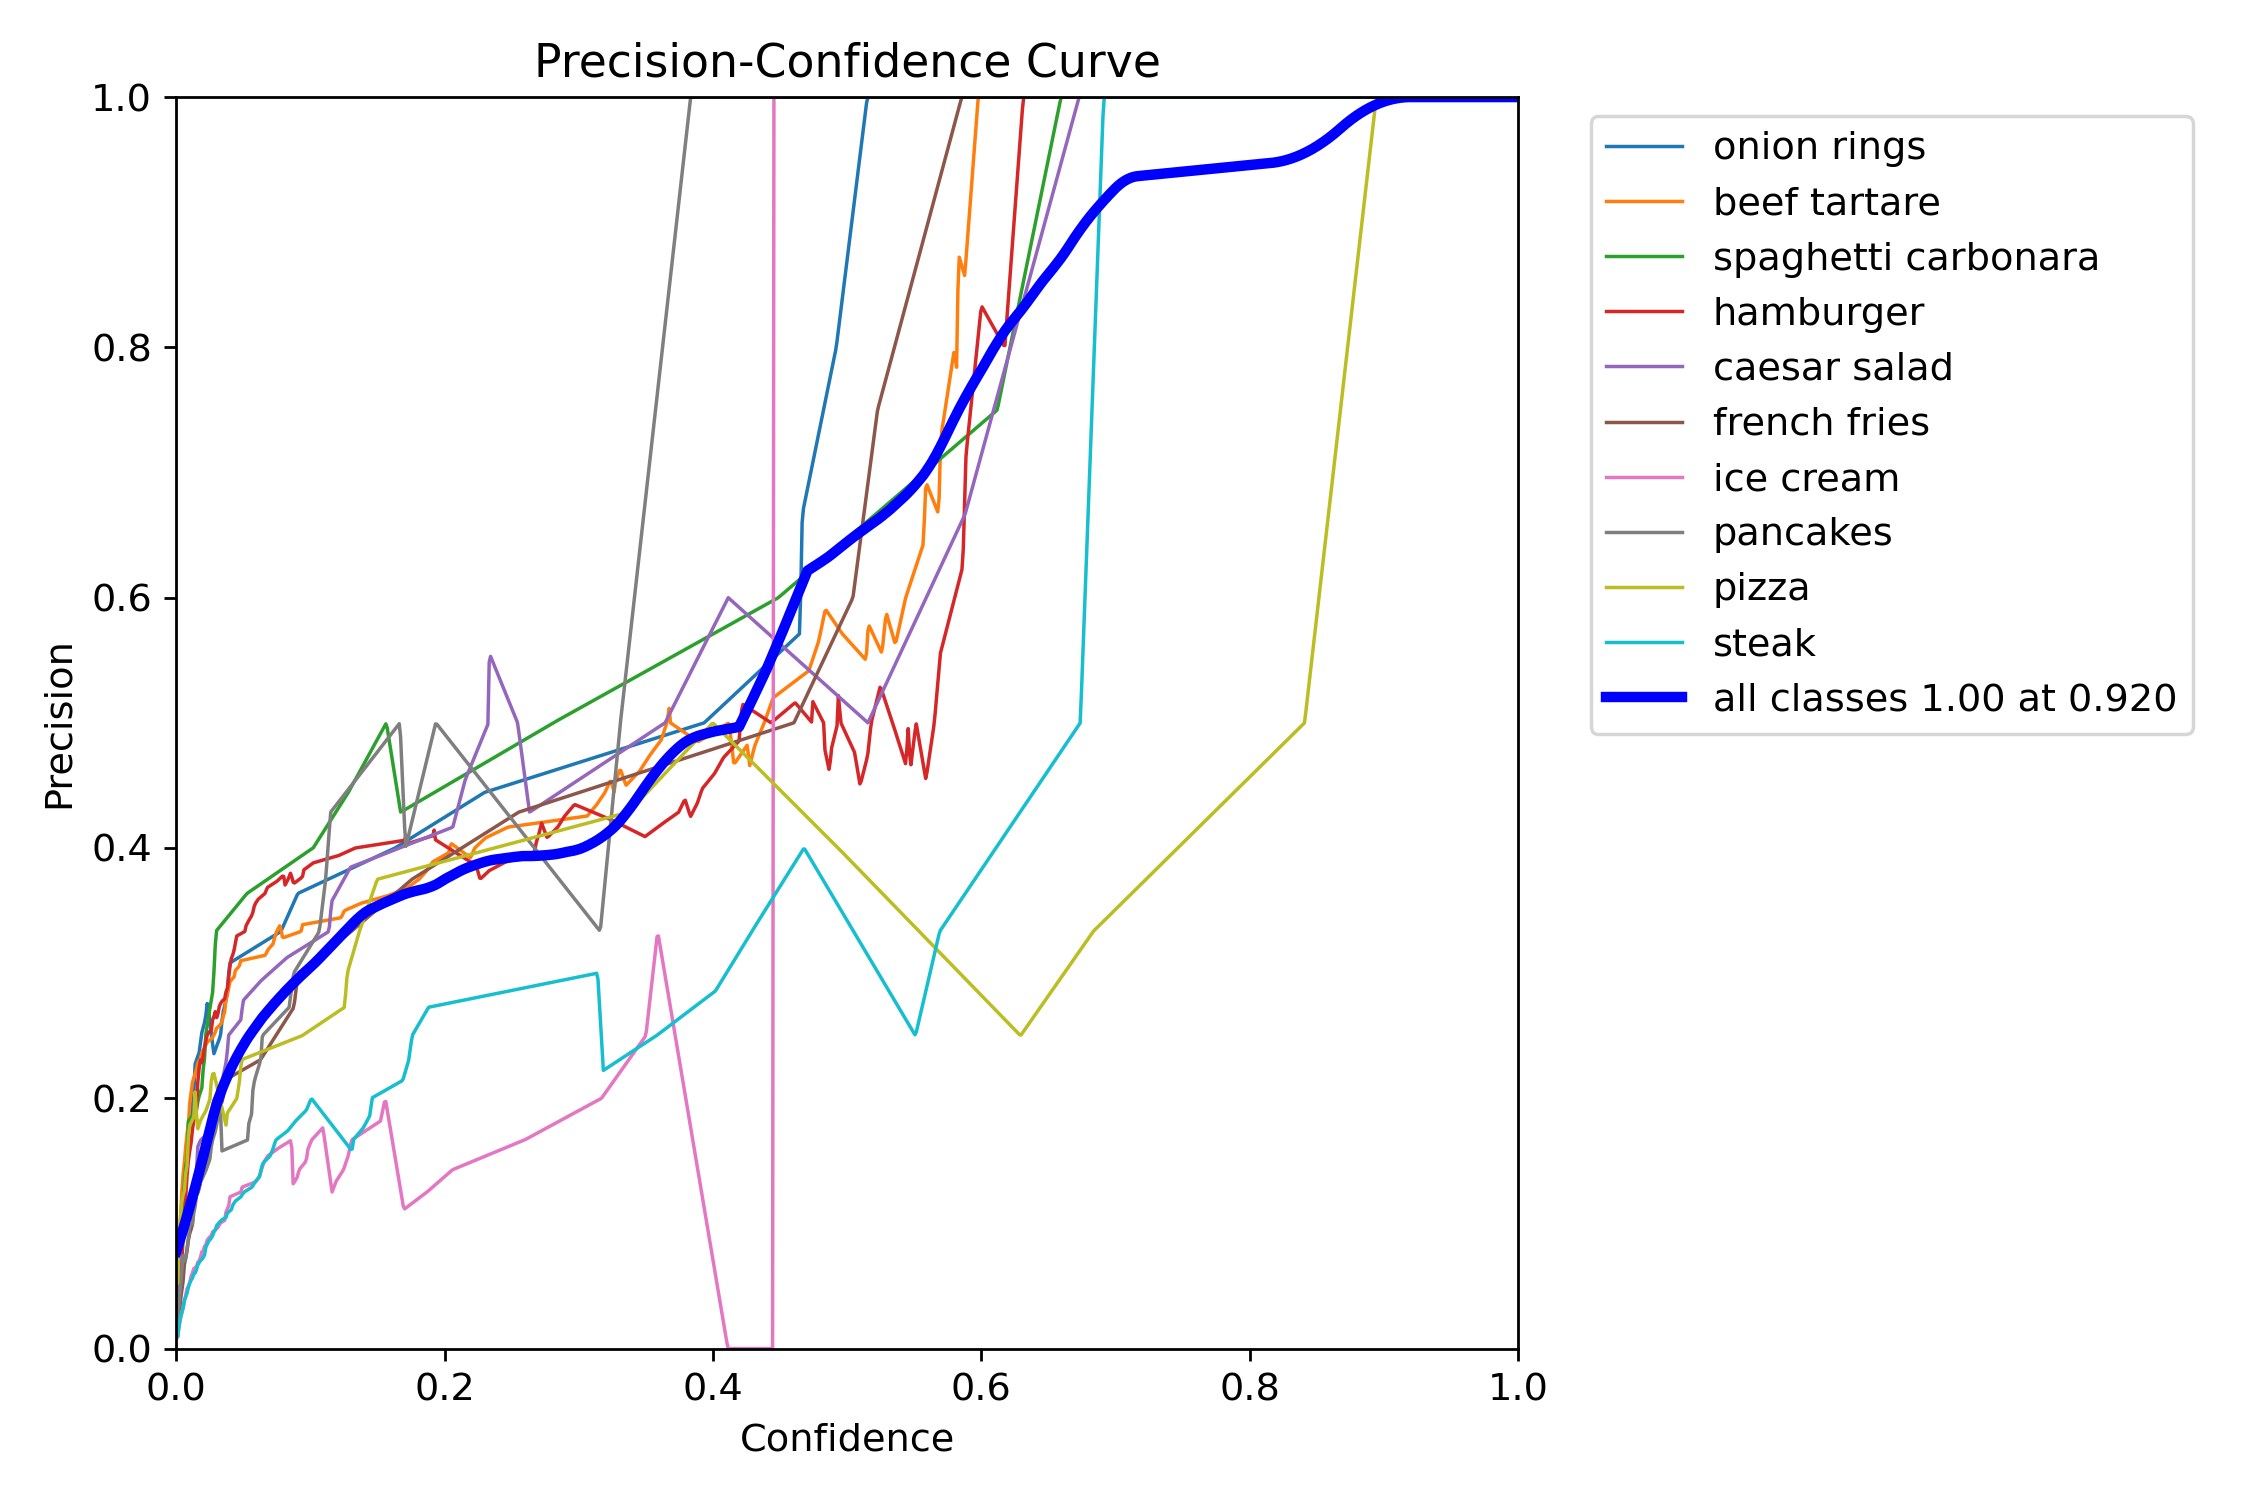 Precision-Confidence Curve
1.0
0.8
0.6
0.4
0.2
0.0
Precision
0.0 0.2 0.4 0.6 0.8 1.0
Confidence
onion rings
beef tartare
spaghetti carbonara
hamburger
caesar salad
french fries
ice cream
pancakes
pizza
steak
all classes 1.00 at 0.920